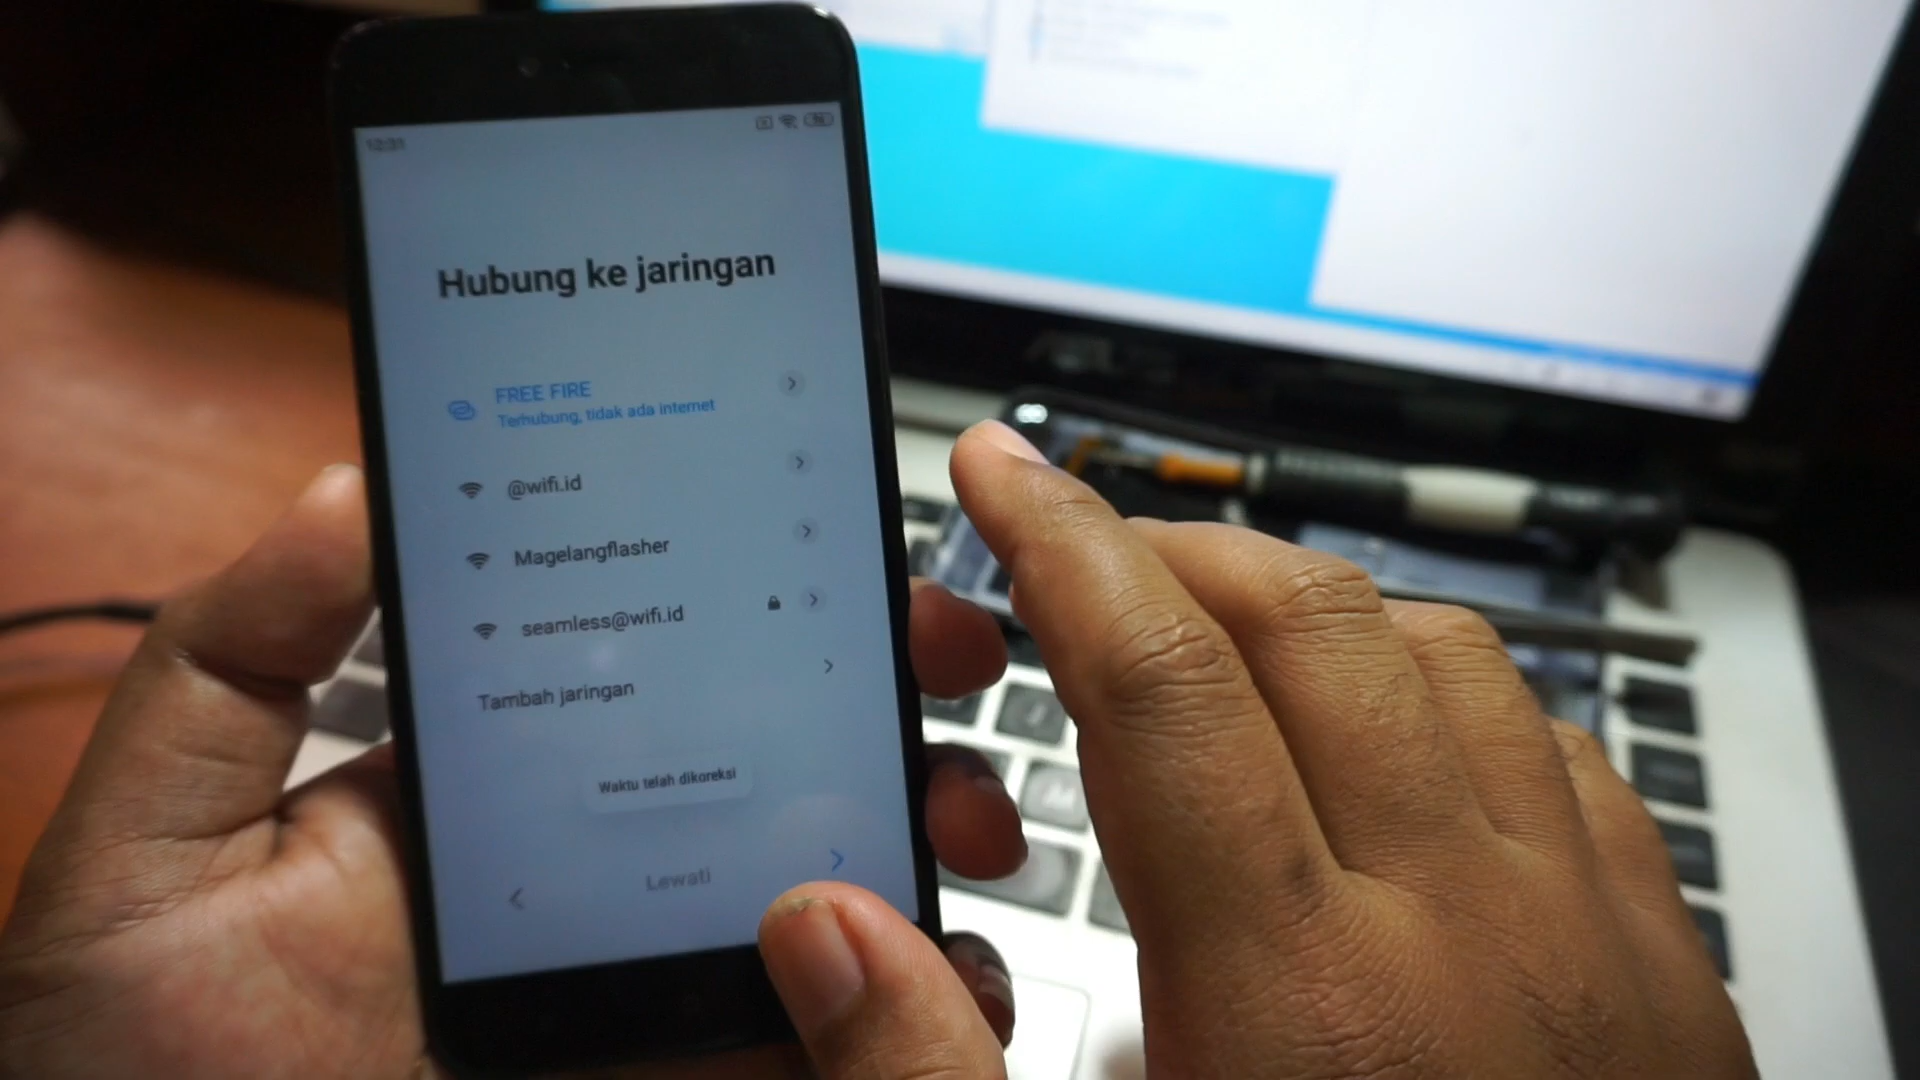 12:31
Hubung ke jaringan
FREE FIRE
Terhubung, tidak ada internet
@wifi.id
Magelangflasher
seamless@wifi.id
Tambah jaringan
Waktu telah dikoreksi
Lewati